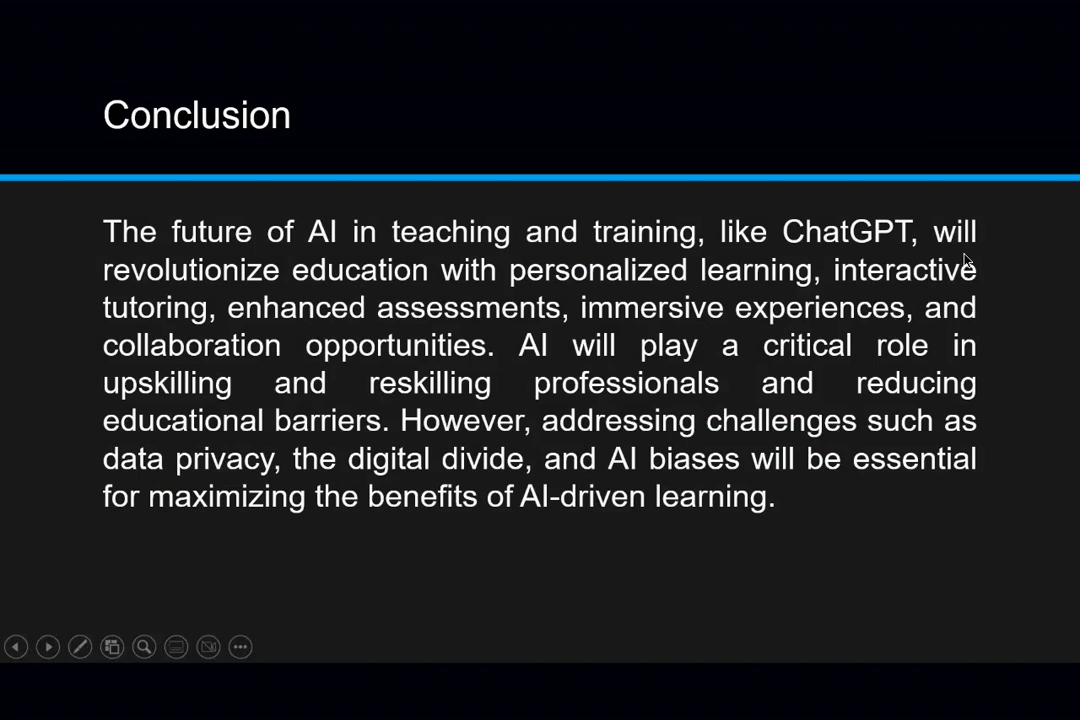 Conclusion
The future of AI in teaching and training, like ChatGPT, will
revolutionize education with personalized learning, interactive
tutoring, enhanced assessments, immersive experiences, and
collaboration opportunities. AI will play a critical role in
upskilling and reskilling professionals and reducing
educational barriers. However, addressing challenges such as
data privacy, the digital divide, and AI biases will be essential
for maximizing the benefits of AI-driven learning.